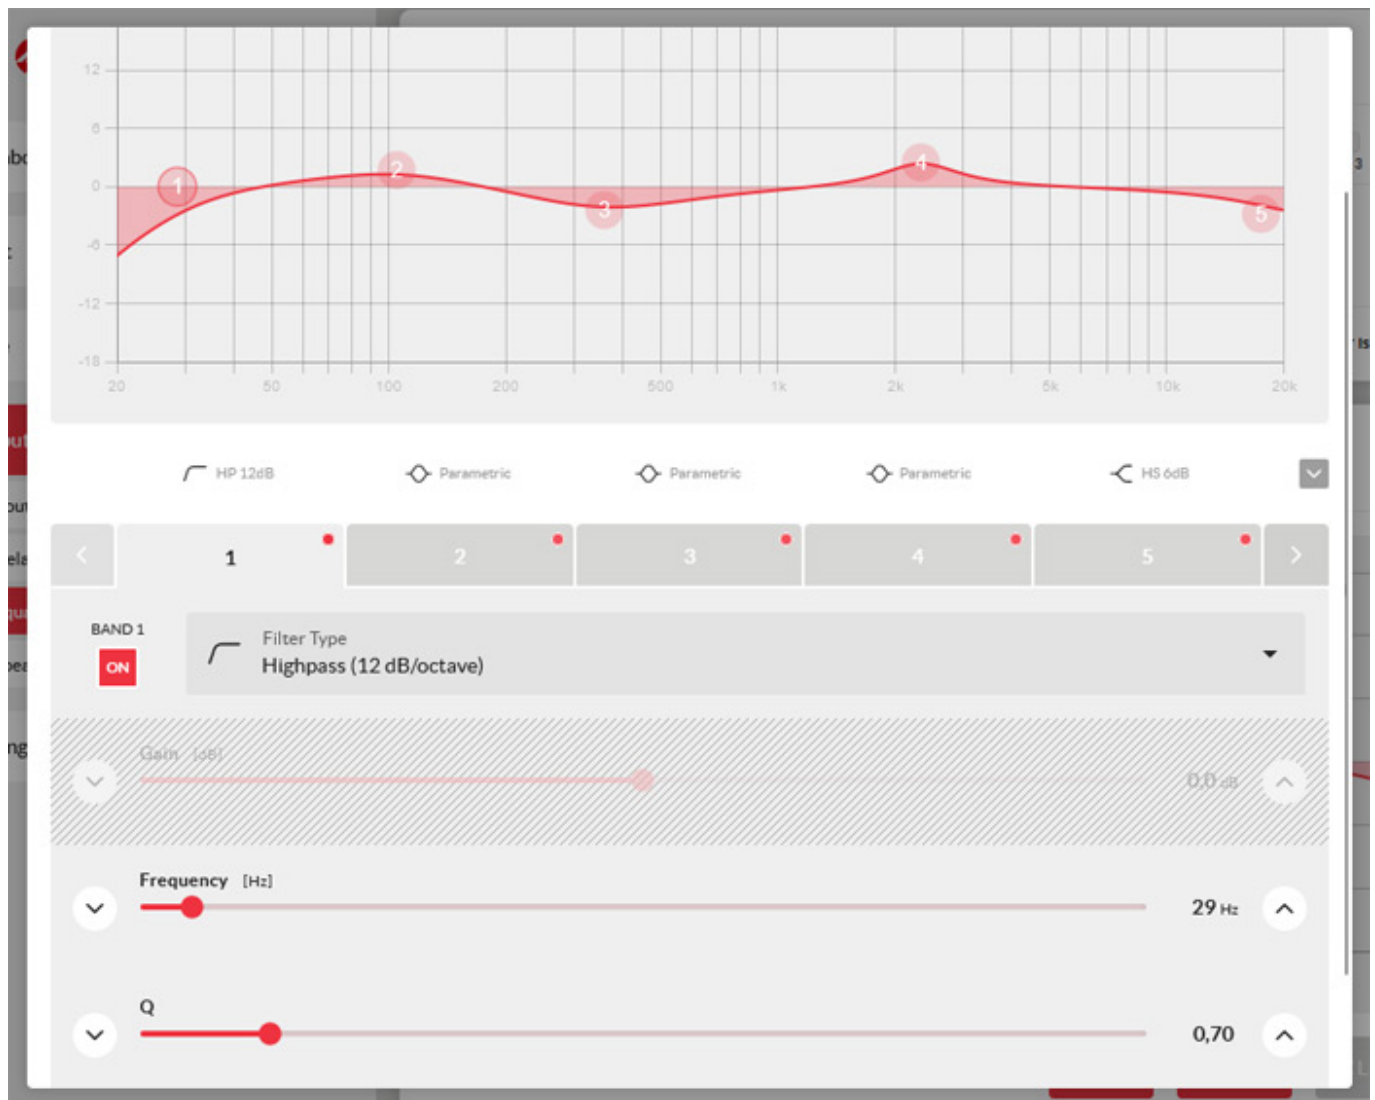 12
6
0
-6
-12
-18
1
2
3
4
5
20 50 100 200 500 1k 2k 5k 10k 20k
HP 12dB Parametric Parametric Parametric HS 6dB
1 2 3 4 5
BAND 1
ON
Filter Type
Highpass (12 dB/octave)
Gain [dB]
0,0 dB
Frequency [Hz]
29 Hz
Q
0,70